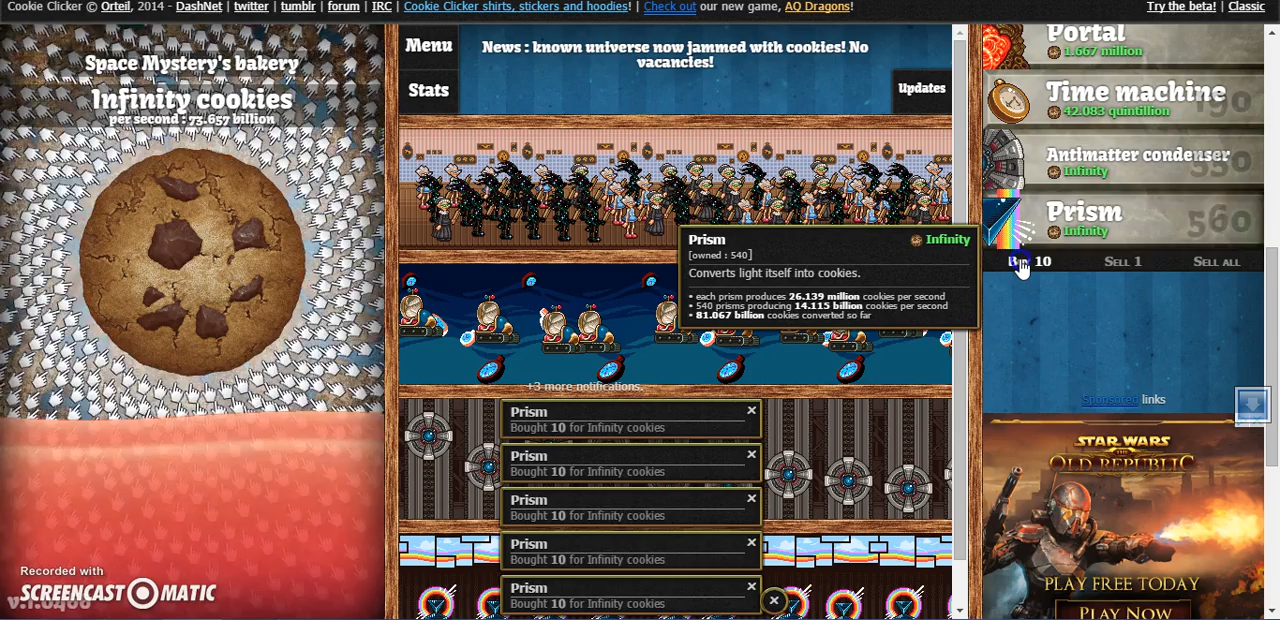 Cookie Clicker © Orteil, 2014 - DashNet | twitter | tumblr | forum | IRC | Cookie Clicker shirts, stickers and hoodies! | Check out our new game, AQ Dragons!
Try the beta! | Classic
Space Mystery's bakery
Infinity cookies
per second : 73.657 billion
Menu
Stats
News : known universe now jammed with cookies! No
vacancies!
Updates
Portal
1.667 million
Time machine
42.083 quintillion
190
Antimatter condenser
Infinity
550
Prism
Infinity
560
Buy 10
SELL 1
SELL ALL
Prism
Infinity
[owned : 540]
Converts light itself into cookies.
• each prism produces 26.139 million cookies per second
• 540 prisms producing 14.115 billion cookies per second
• 81.067 billion cookies converted so far
+3 more notifications.
Prism
Bought 10 for Infinity cookies
Prism
Bought 10 for Infinity cookies
Prism
Bought 10 for Infinity cookies
Prism
Bought 10 for Infinity cookies
Prism
Bought 10 for Infinity cookies
Sponsored links
STAR WARS
THE
OLD REPUBLIC
PLAY FREE TODAY
PLAY NOW
Recorded with
SCREENCAST-O-MATIC